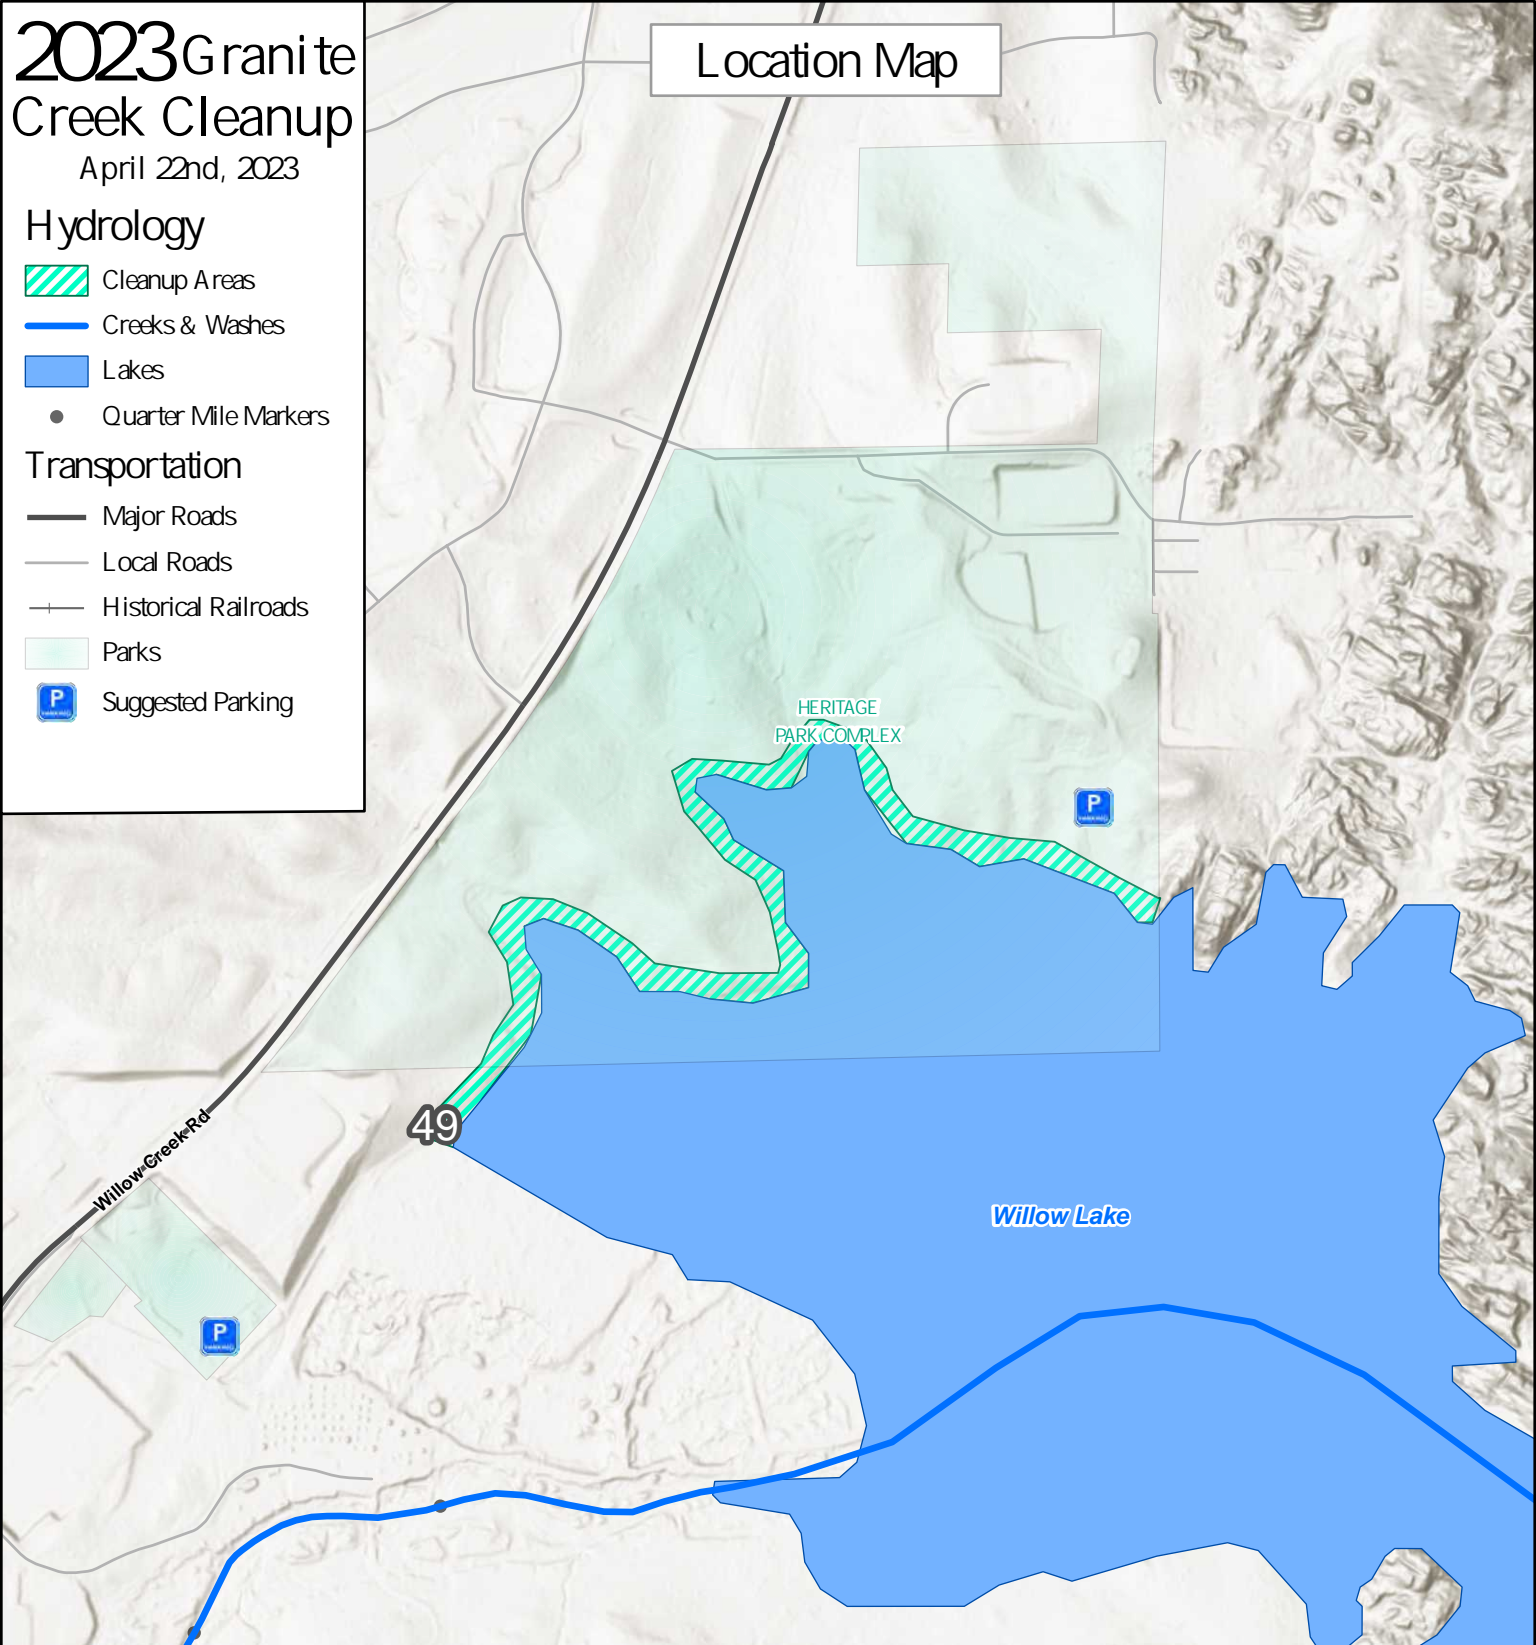 2023 Granite
Creek Cleanup
April 22nd, 2023
Hydrology
Cleanup Areas
Creeks & Washes
Lakes
Quarter Mile Markers
Transportation
Major Roads
Local Roads
Historical Railroads
Parks
P
Suggested Parking
Location Map
HERITAGE
PARK COMPLEX
P
49
Willow Creek Rd
Willow Lake
P